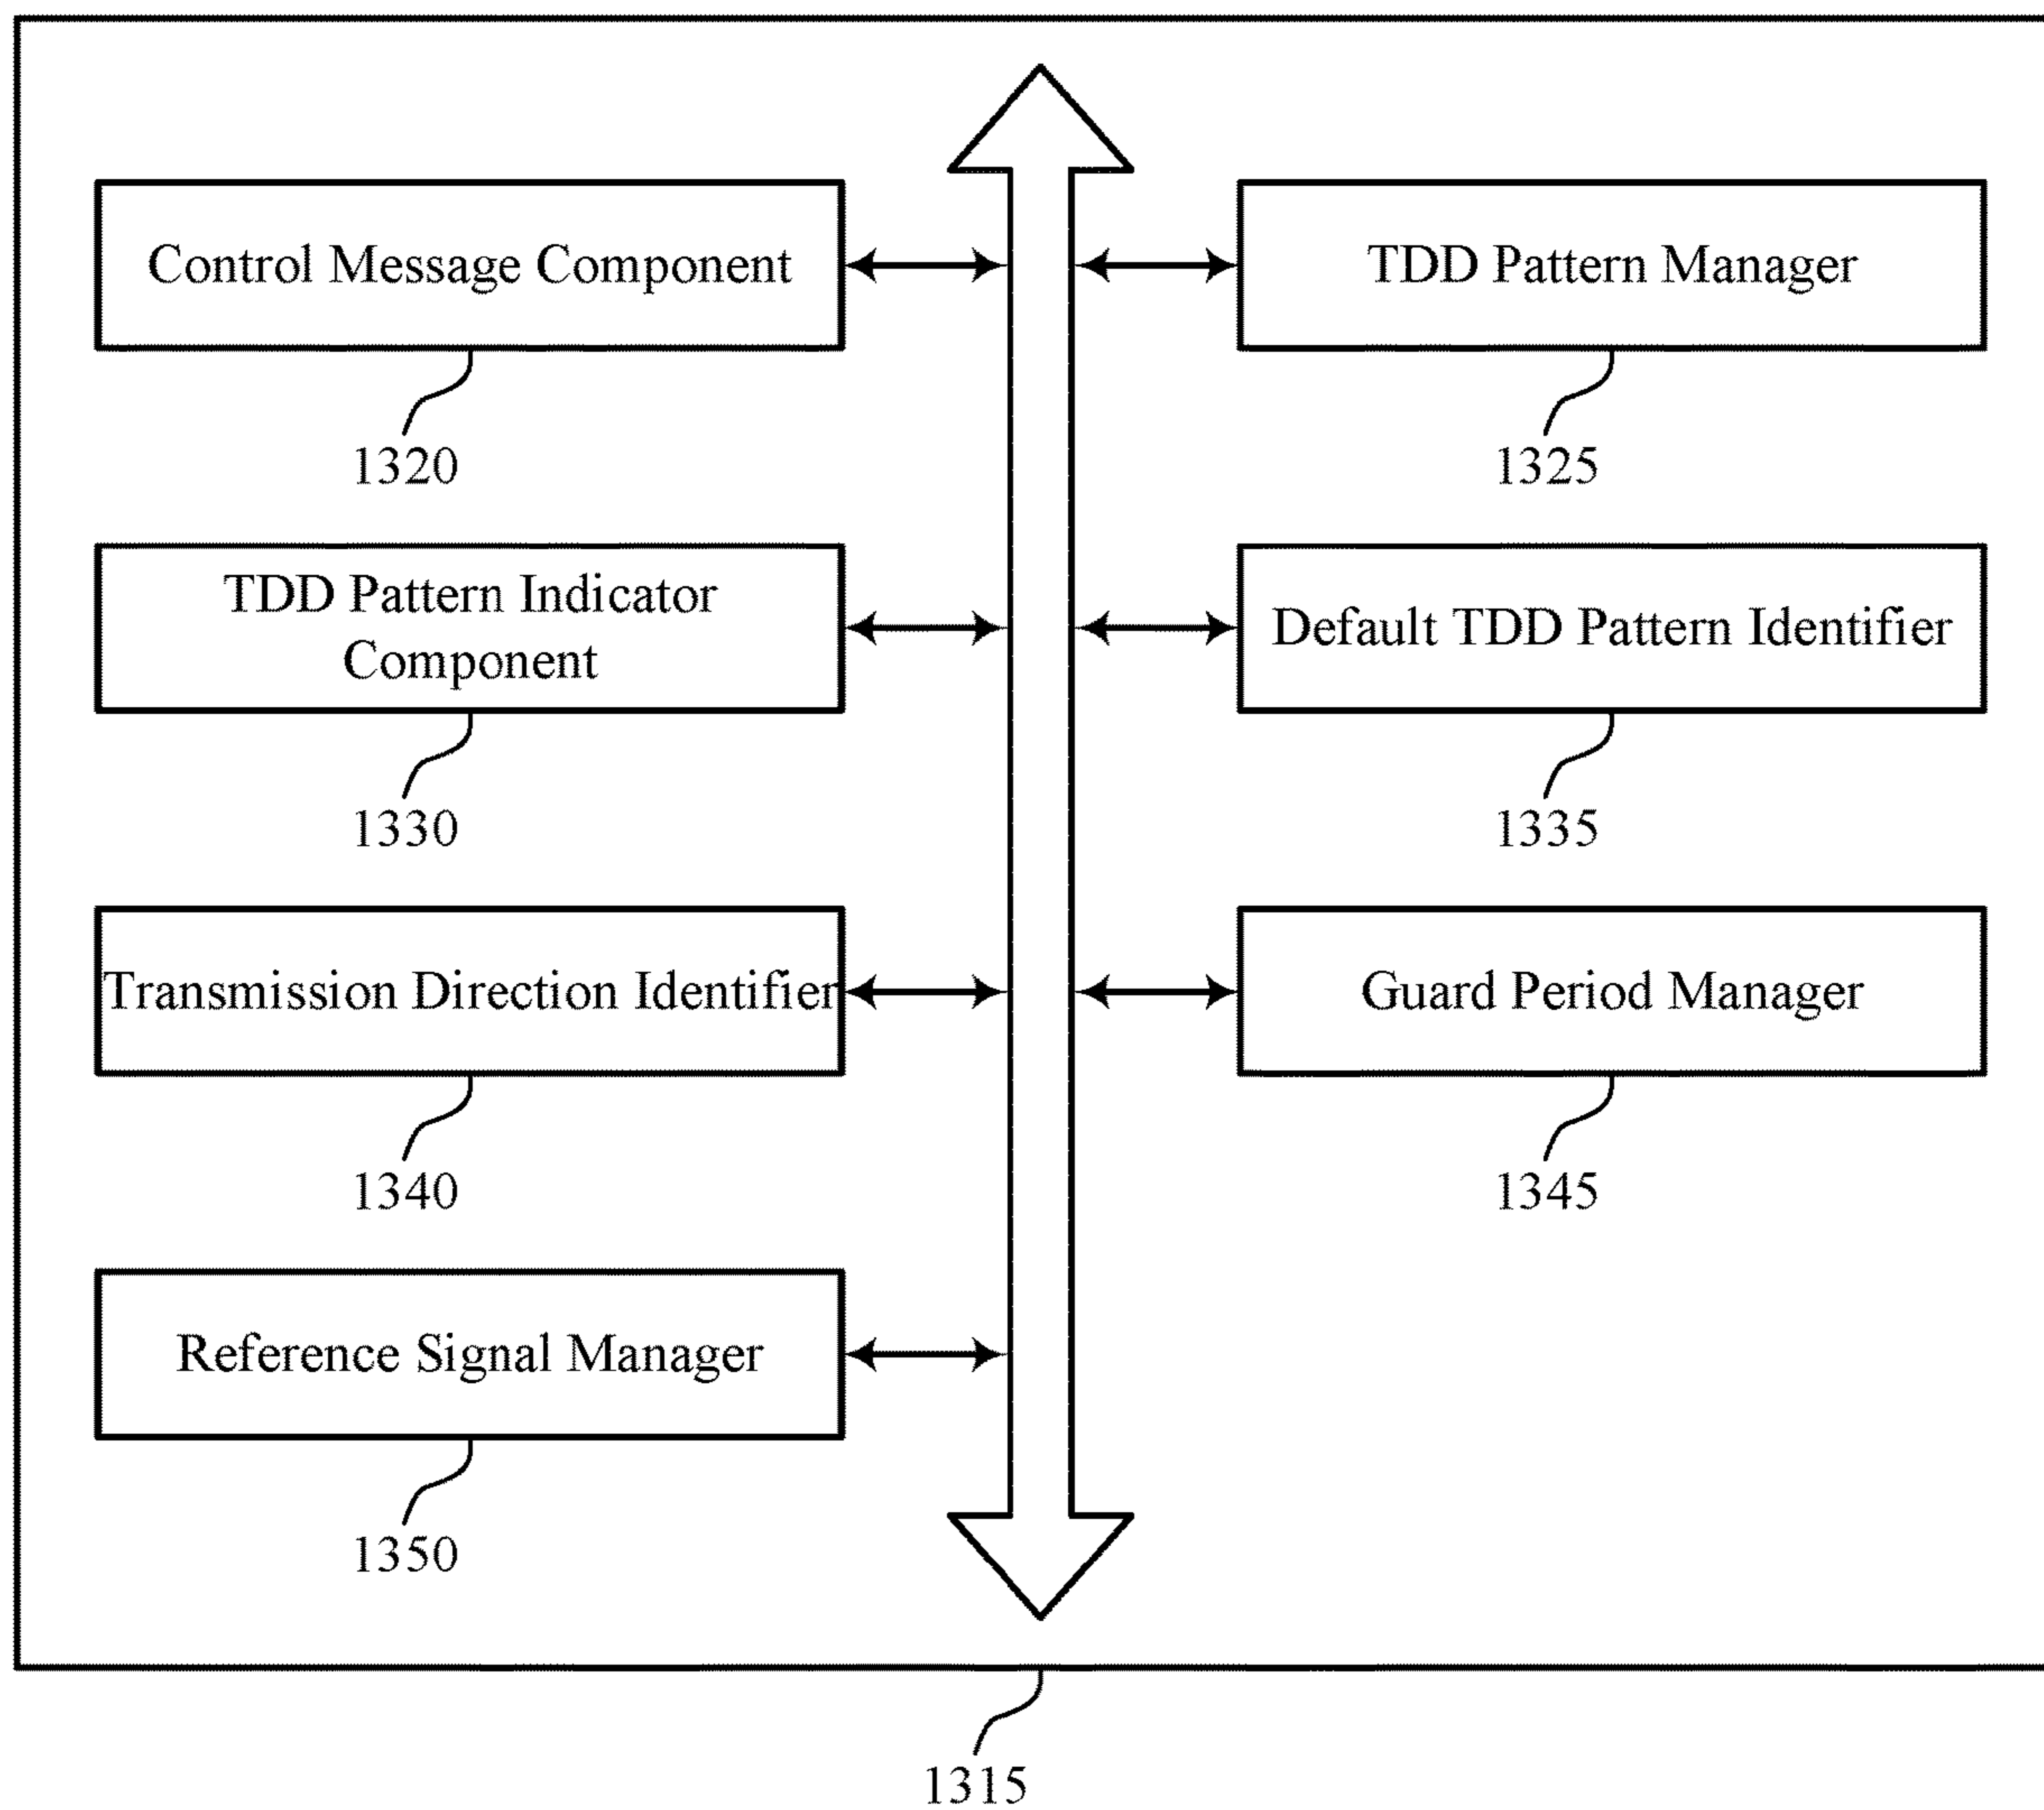 Control Message Component
TDD Pattern Manager
1320
1325
TDD Pattern Indicator
Component
Default TDD Pattern Identifier
1330
1335
Transmission Direction Identifier
Guard Period Manager
1340
1345
Reference Signal Manager
1350
1315